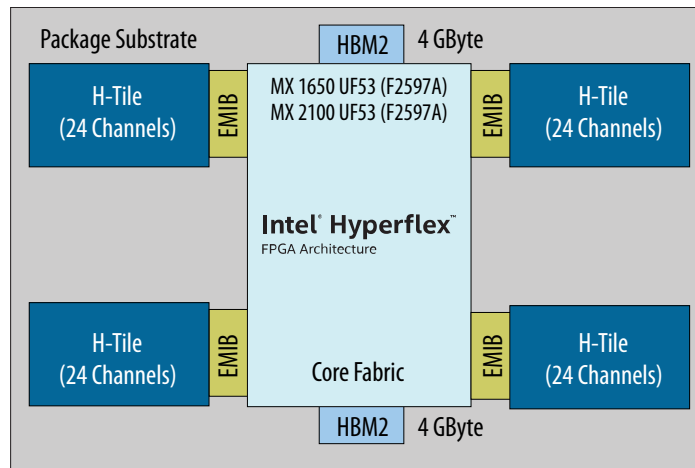 Package Substrate
HBM2 4 GByte
H-Tile
(24 Channels)
EMIB
MX 1650 UF53 (F2597A)
MX 2100 UF53 (F2597A)
EMIB
H-Tile
(24 Channels)
Intel® Hyperflex™
FPGA Architecture
H-Tile
(24 Channels)
EMIB
Core Fabric
EMIB
H-Tile
(24 Channels)
HBM2 4 GByte